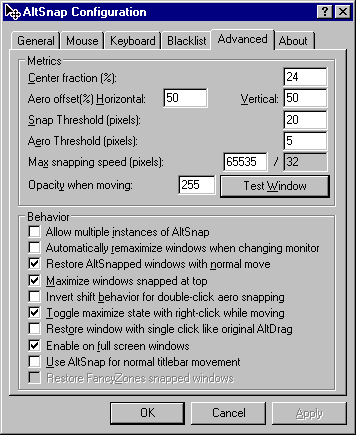 AltSnap Configuration
General Mouse Keyboard Blacklist Advanced About
Metrics
Center fraction (%): 24
Aero offset(%) Horizontal: 50 Vertical: 50
Snap Threshold (pixels): 20
Aero Threshold (pixels): 5
Max snapping speed (pixels): 65535 / 32
Opacity when moving: 255 Test Window
Behavior
Allow multiple instances of AltSnap
Automatically remaximize windows when changing monitor
Restore AltSnapped windows with normal move
Maximize windows snapped at top
Invert shift behavior for double-click aero snapping
Toggle maximize state with right-click while moving
Restore window with single click like original AltDrag
Enable on full screen windows
Use AltSnap for normal titlebar movement
Restore FancyZones snapped windows
OK Cancel Apply